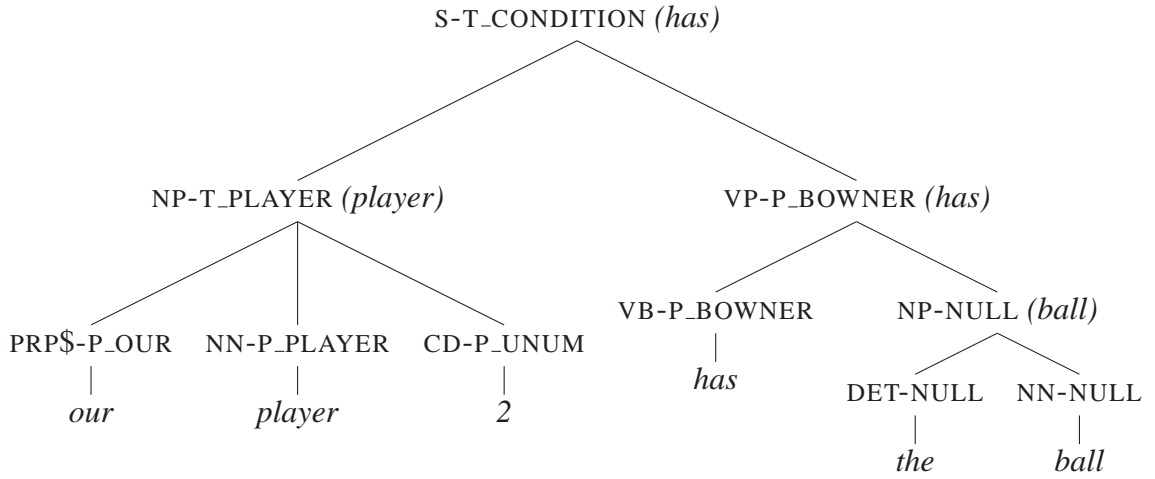 S-T_CONDITION (has)
NP-T_PLAYER (player)
VP-P_BOWNER (has)
PRP$-P_OUR
NN-P_PLAYER
CD-P_UNUM
VB-P_BOWNER
NP-NULL (ball)
our
player
2
has
DET-NULL
NN-NULL
the
ball